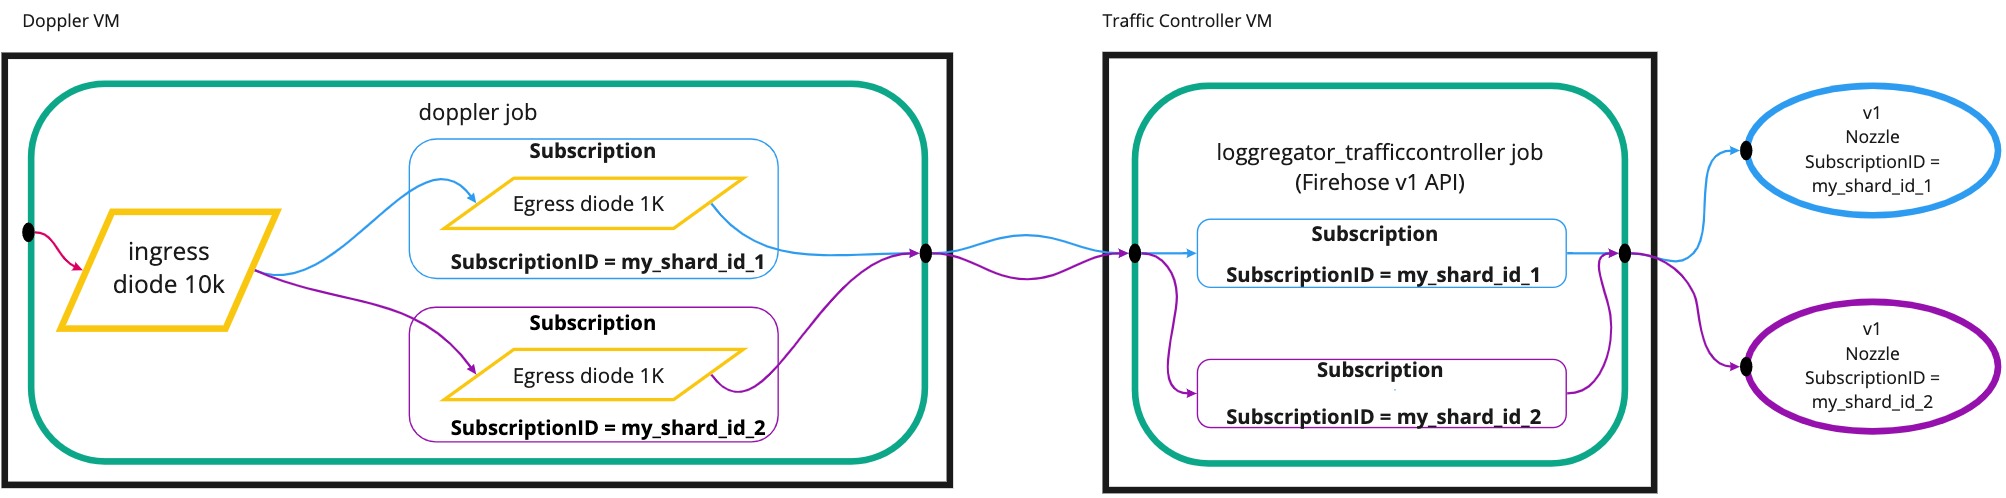 Doppler VM
Traffic Controller VM
doppler job
Subscription
Egress diode 1K
SubscriptionID = my_shard_id_1
ingress
diode 10k
Subscription
Egress diode 1K
SubscriptionID = my_shard_id_2
loggregator_trafficcontroller job
(Firehose v1 API)
Subscription
SubscriptionID = my_shard_id_1
Subscription
SubscriptionID = my_shard_id_2
v1
Nozzle
SubscriptionID =
my_shard_id_1
v1
Nozzle
SubscriptionID =
my_shard_id_2